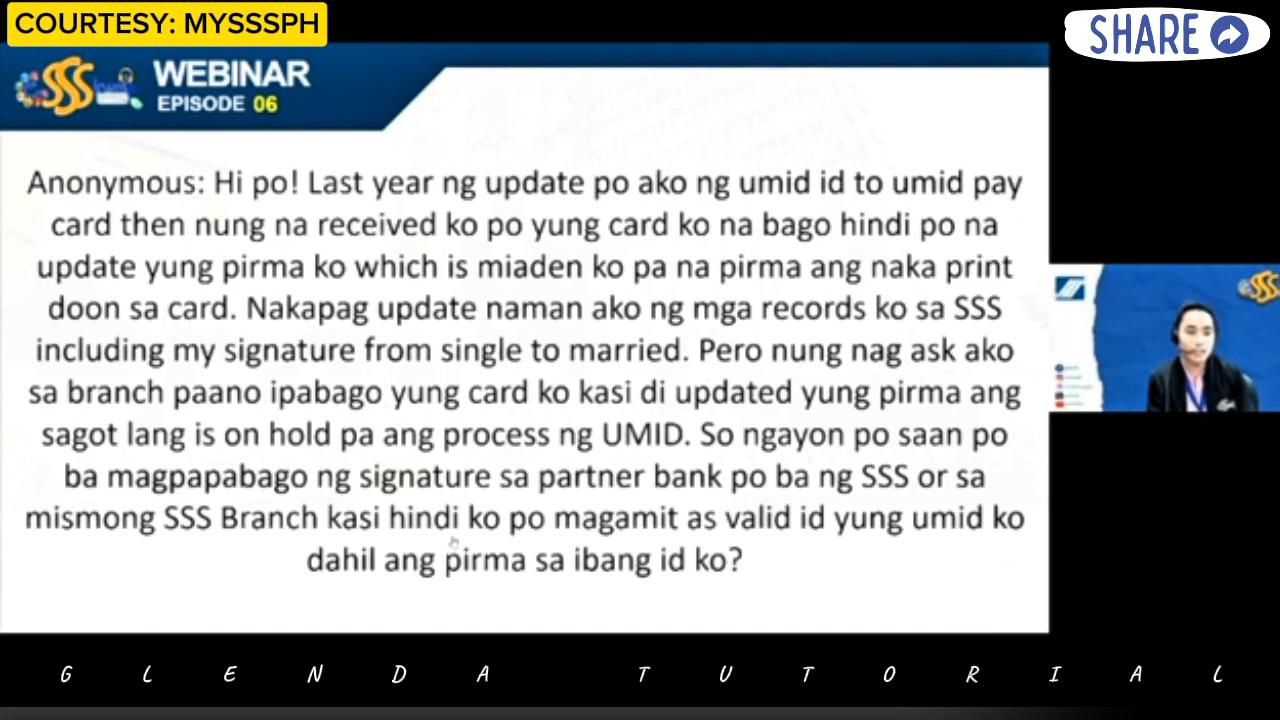 COURTESY: MYSSSPH
SHARE
SSS
WEBINAR
EPISODE 06
Anonymous: Hi po! Last year ng update po ako ng umid id to umid pay
card then nung na received ko po yung card ko na bago hindi po na
update yung pirma ko which is miaden ko pa na pirma ang naka print
doon sa card. Nakapag update naman ako ng mga records ko sa SSS
including my signature from single to married. Pero nung nag ask ako
sa branch paano ipabago yung card ko kasi di updated yung pirma ang
sagot lang is on hold pa ang process ng UMID. So ngayon po saan po
ba magpapabago ng signature sa partner bank po ba ng SSS or sa
mismong SSS Branch kasi hindi ko po magamit as valid id yung umid ko
dahil ang pirma sa ibang id ko?
SSS
GLENDA TUTORIAL